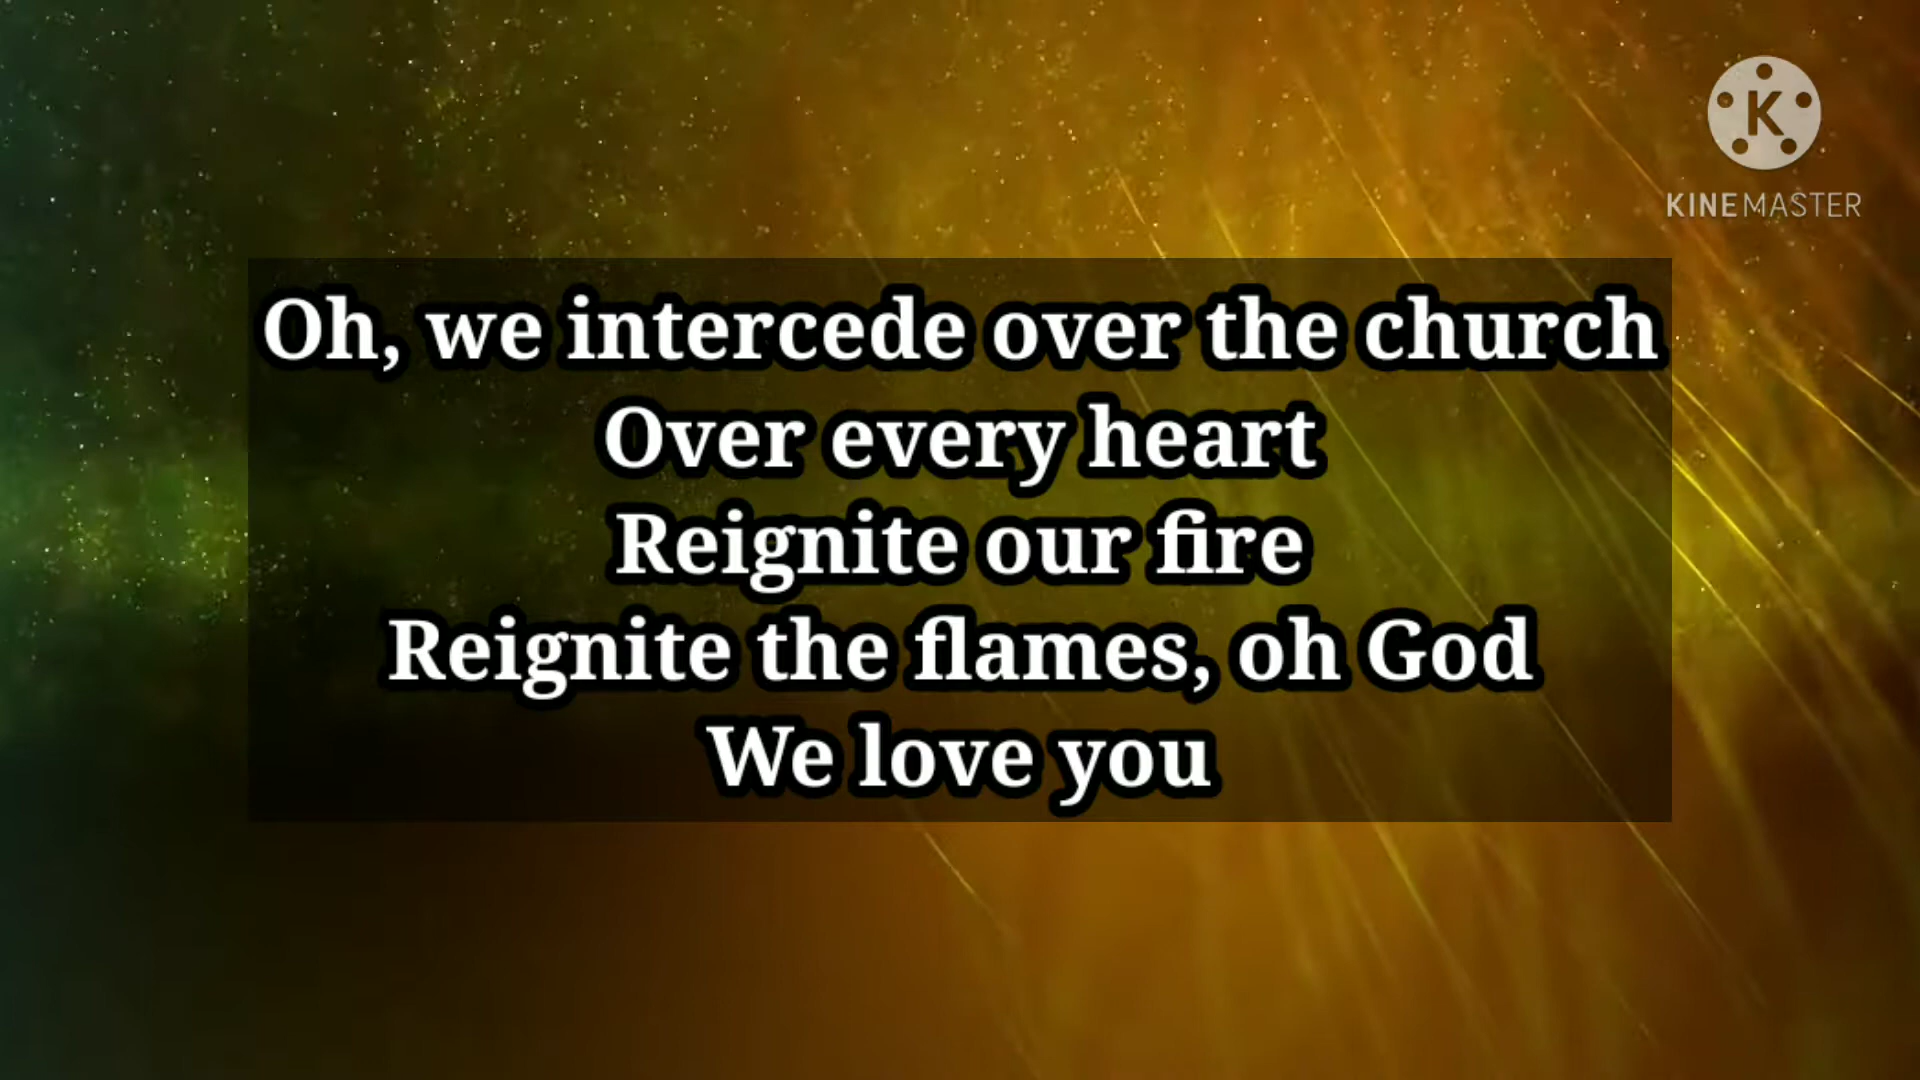 K
KINEMASTER
Oh, we intercede over the church
Over every heart
Reignite our fire
Reignite the flames, oh God
We love you